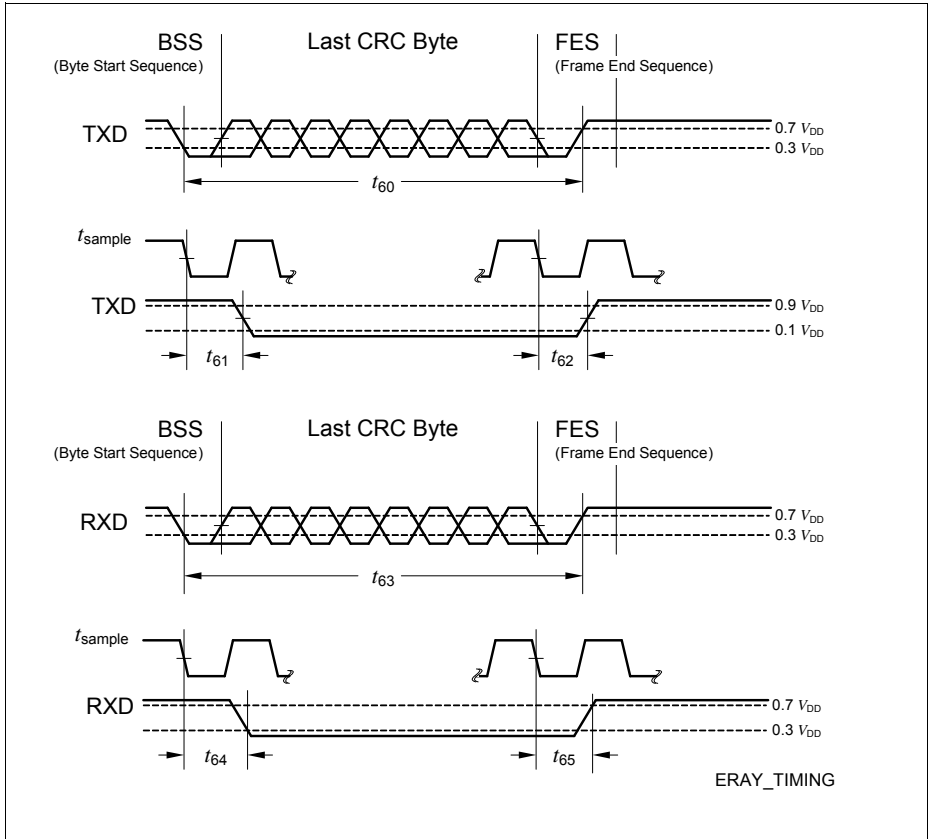 BSS Last CRC Byte FES
(Byte Start Sequence) (Frame End Sequence)
TXD 0.7 VDD
0.3 VDD
t60
tsample
TXD 0.9 VDD
0.1 VDD
t61 t62
BSS Last CRC Byte FES
(Byte Start Sequence) (Frame End Sequence)
RXD 0.7 VDD
0.3 VDD
t63
tsample
RXD 0.7 VDD
0.3 VDD
t64 t65
ERAY_TIMING